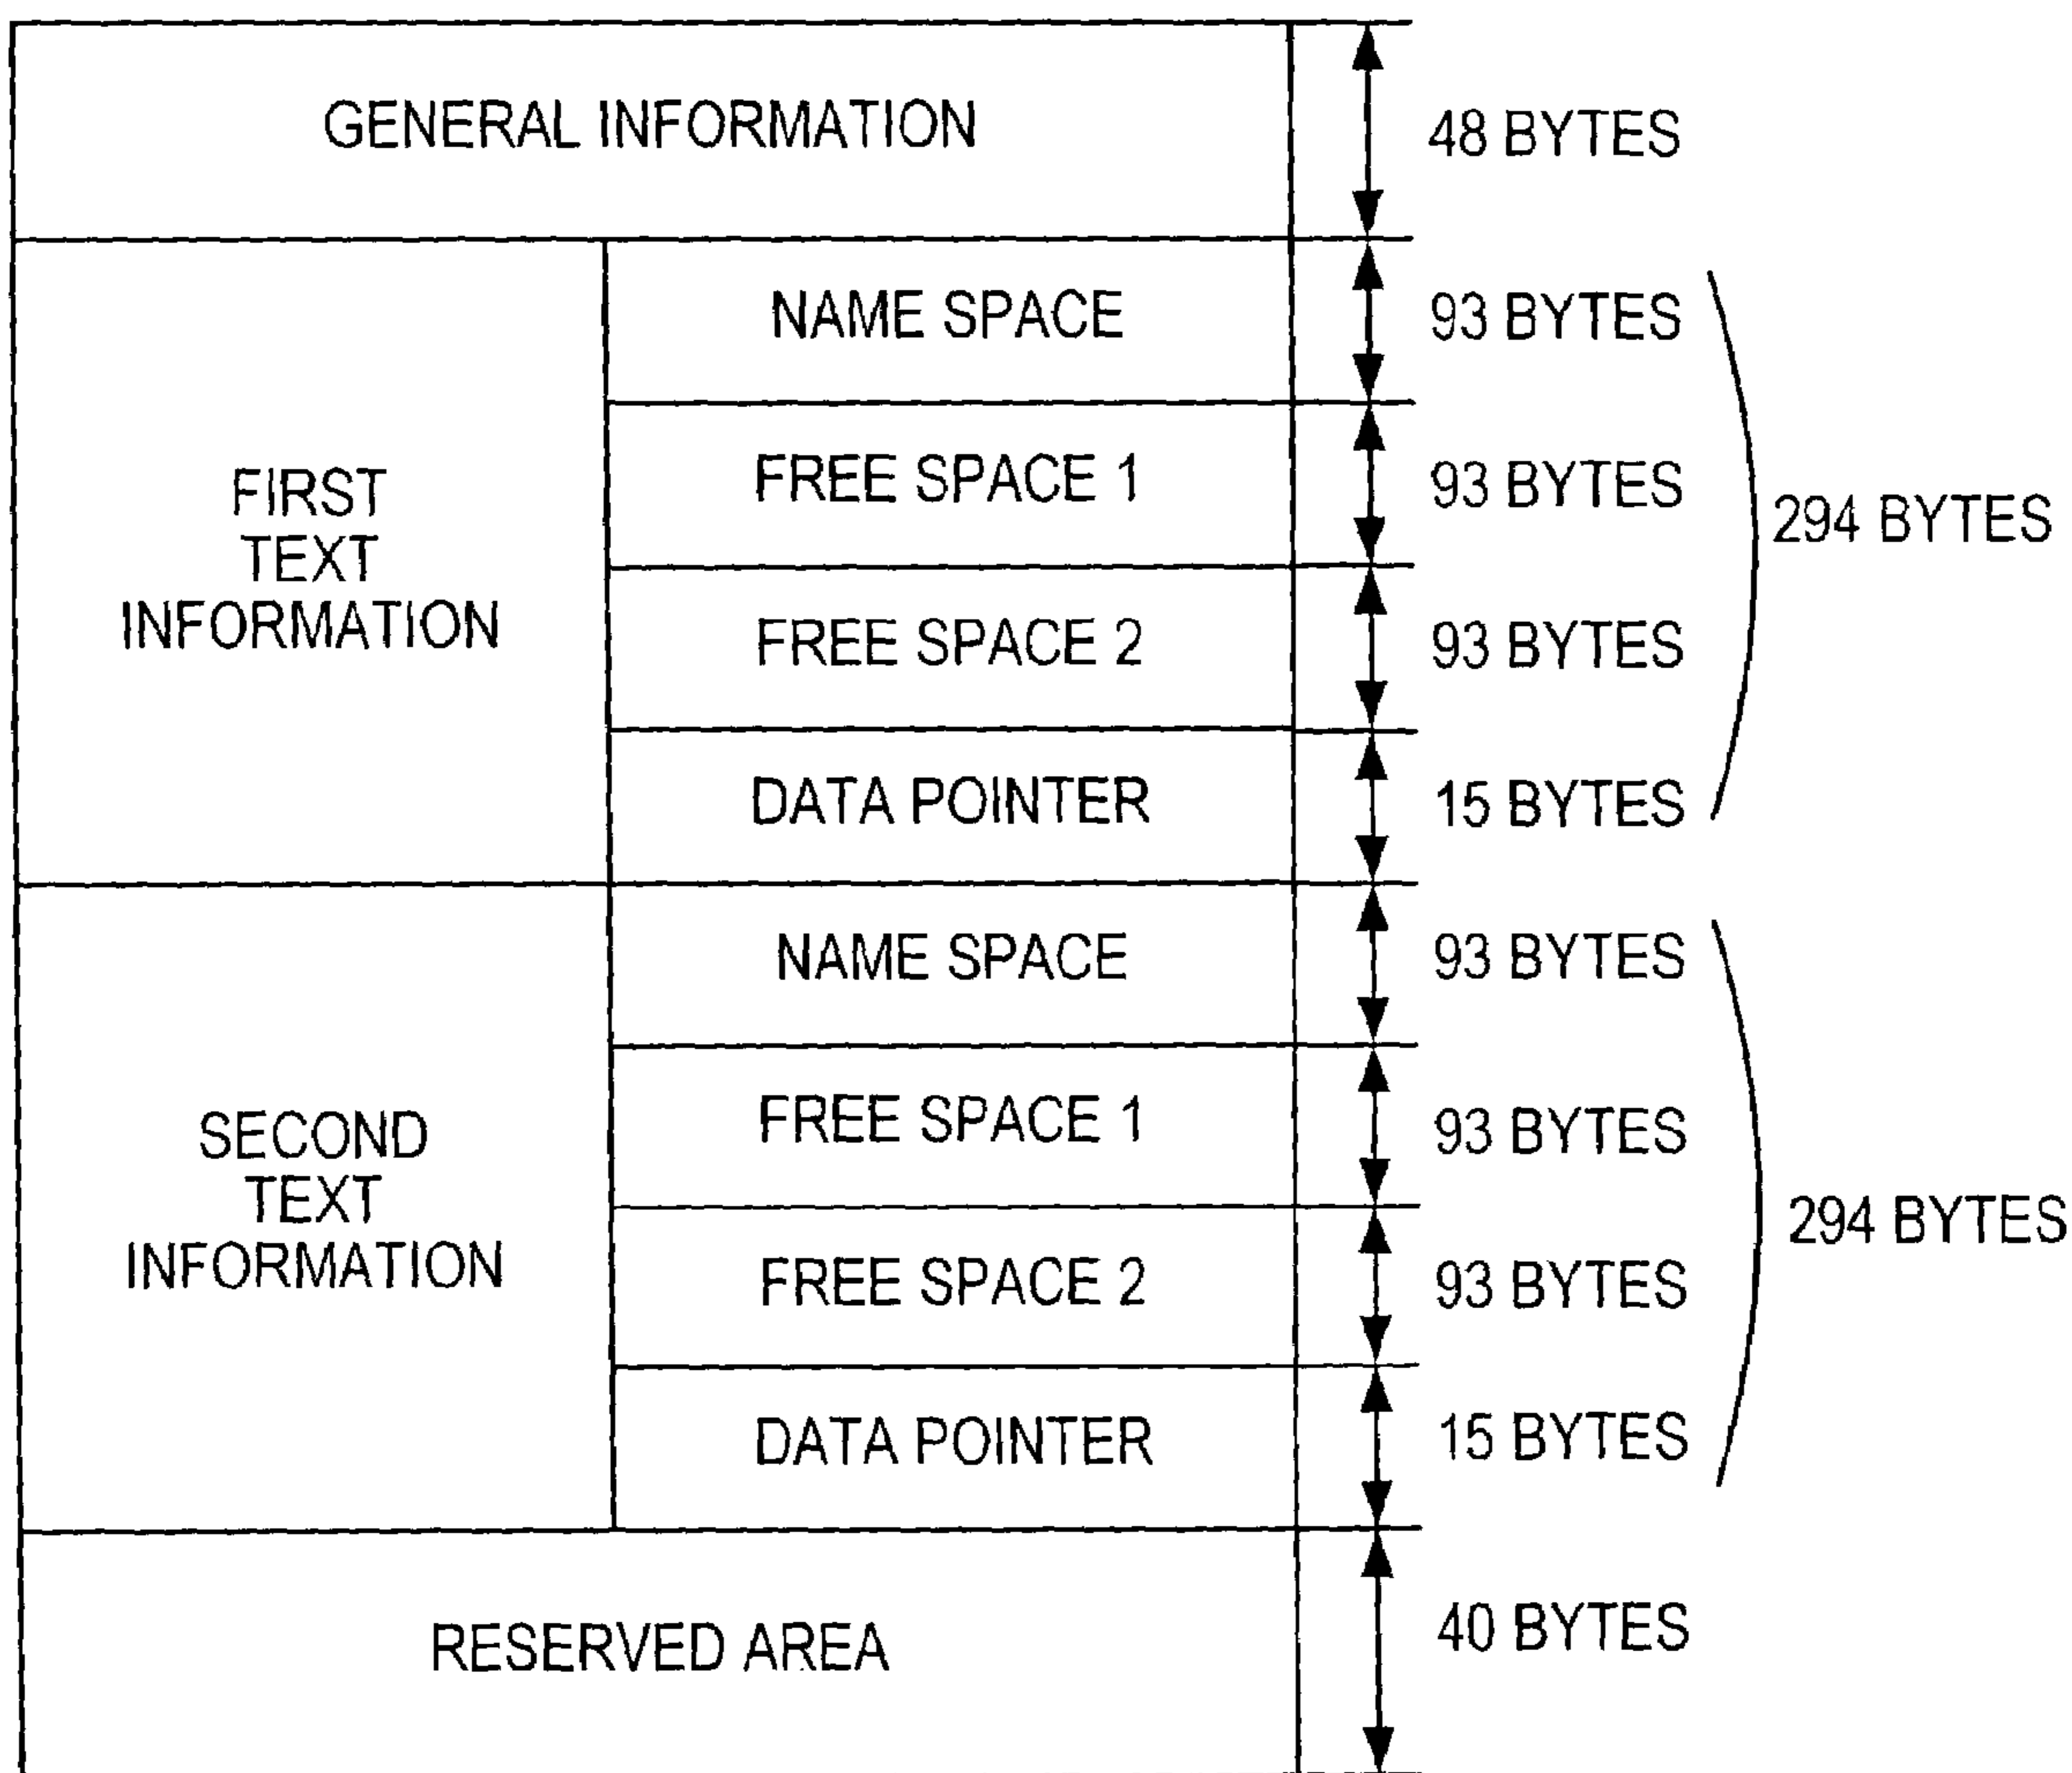 GENERAL INFORMATION
48 BYTES
FIRST
TEXT
INFORMATION
NAME SPACE
93 BYTES
FREE SPACE 1
93 BYTES
FREE SPACE 2
93 BYTES
DATA POINTER
15 BYTES
294 BYTES
SECOND
TEXT
INFORMATION
NAME SPACE
93 BYTES
FREE SPACE 1
93 BYTES
FREE SPACE 2
93 BYTES
DATA POINTER
15 BYTES
294 BYTES
RESERVED AREA
40 BYTES